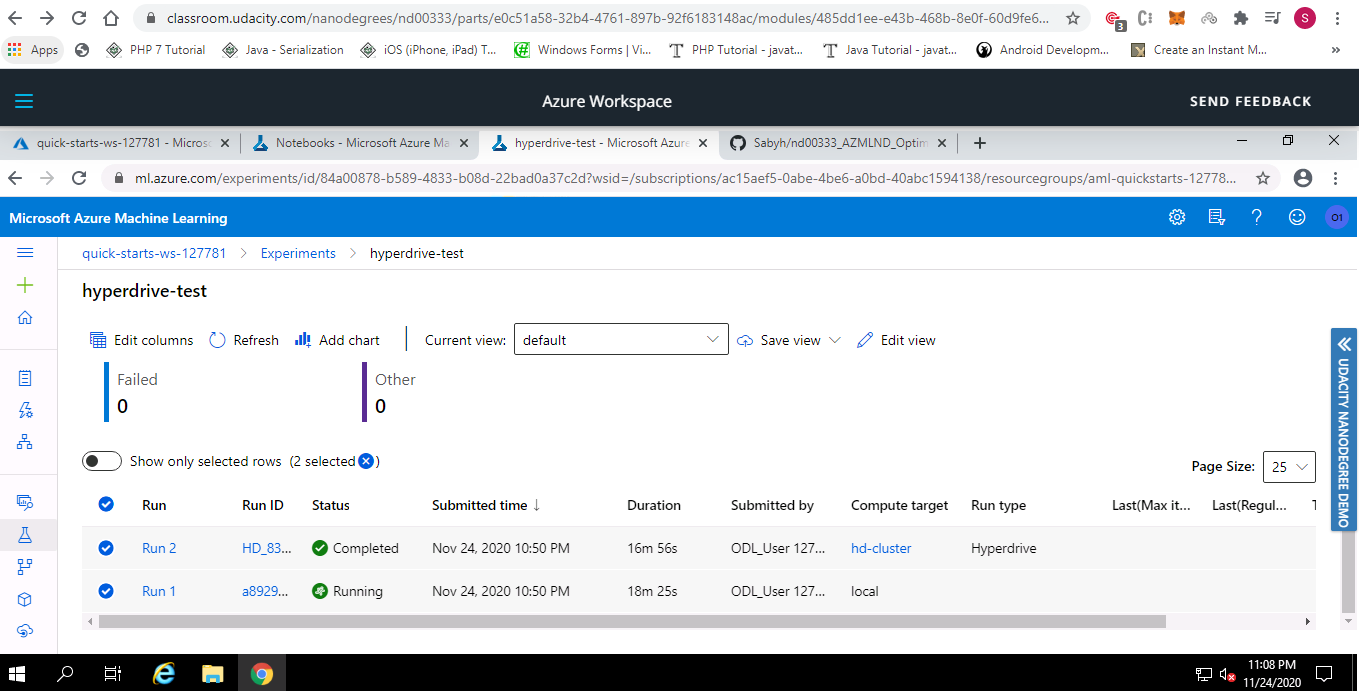 classroom.udacity.com/nanodegrees/nd00333/parts/e0c51a58-32b4-4761-897b-92f6183148ac/modules/485dd1ee-e43b-468b-8e0f-60d9fe6...
3
S
Apps PHP 7 Tutorial Java - Serialization iOS (iPhone, iPad) T... Windows Forms | Vi... PHP Tutorial - javat... Java Tutorial - javat... Android Developm... Create an Instant M... »
Azure Workspace
SEND FEEDBACK
quick-starts-ws-127781 - Micros Notebooks - Microsoft Azure Ma hyperdrive-test - Microsoft Azure Sabyh/nd00333_AZMLND_Optim
ml.azure.com/experiments/id/84a00878-b589-4833-b08d-22bad0a37c2d?wsid=/subscriptions/ac15aef5-0abe-4be6-a0bd-40abc1594138/resourcegroups/aml-quickstarts-12778...
Microsoft Azure Machine Learning
O1
quick-starts-ws-127781 > Experiments > hyperdrive-test
hyperdrive-test
Edit columns Refresh Add chart Current view: default Save view Edit view
Failed Other
0 0
UDACITY NANODEGREE DEMO
Show only selected rows (2 selected )
Page Size: 25
Run Run ID Status Submitted time ↓ Duration Submitted by Compute target Run type Last(Max it... Last(Regul... T
Run 2 HD_83... Completed Nov 24, 2020 10:50 PM 16m 56s ODL_User 127... hd-cluster Hyperdrive
Run 1 a8929... Running Nov 24, 2020 10:50 PM 18m 25s ODL_User 127... local
11:08 PM
11/24/2020